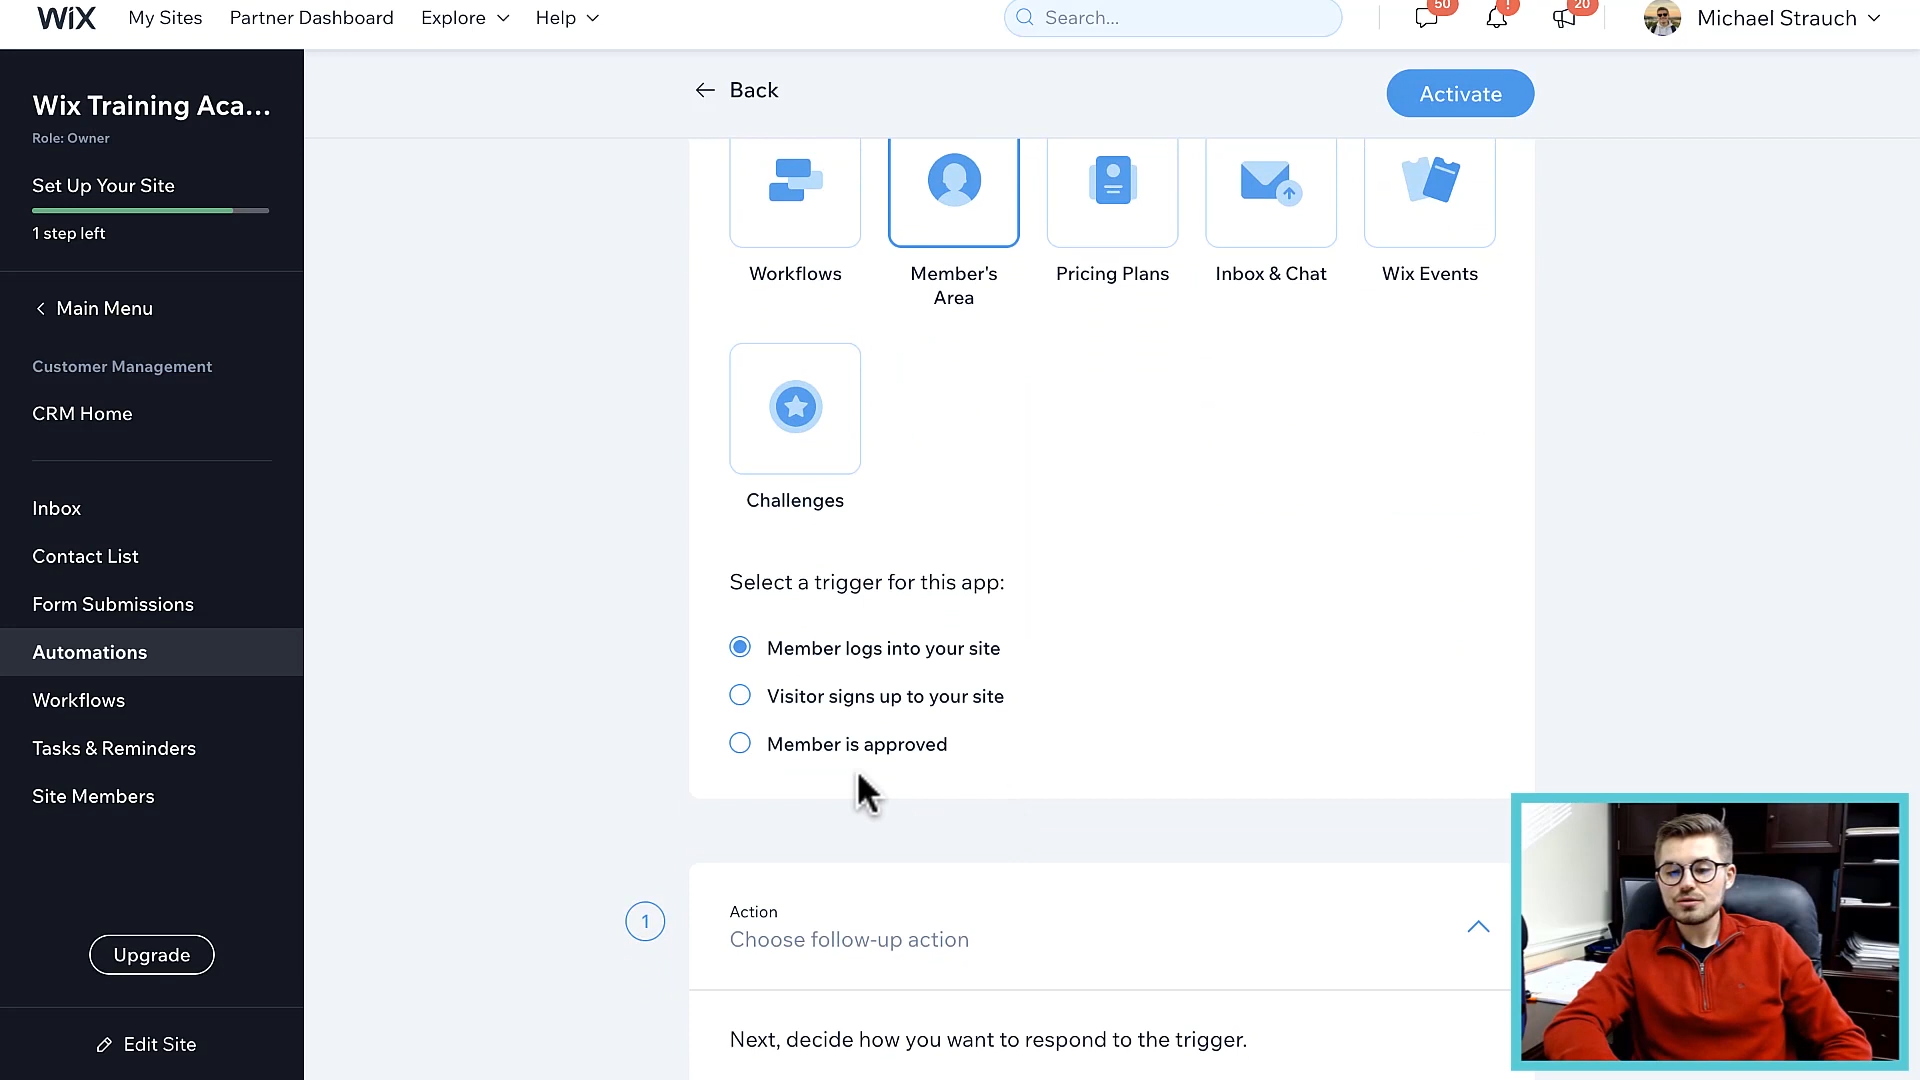 WiX My Sites Partner Dashboard Explore Help Search... 50 ! 20 Michael Strauch
Wix Training Aca...
Role: Owner
Set Up Your Site
1 step left
Main Menu
Customer Management
CRM Home
Inbox
Contact List
Form Submissions
Automations
Workflows
Tasks & Reminders
Site Members
Upgrade
Edit Site
Back
Activate
Workflows
Member's
Area
Pricing Plans
Inbox & Chat
Wix Events
Challenges
Select a trigger for this app:
Member logs into your site
Visitor signs up to your site
Member is approved
1
Action
Choose follow-up action
Next, decide how you want to respond to the trigger.